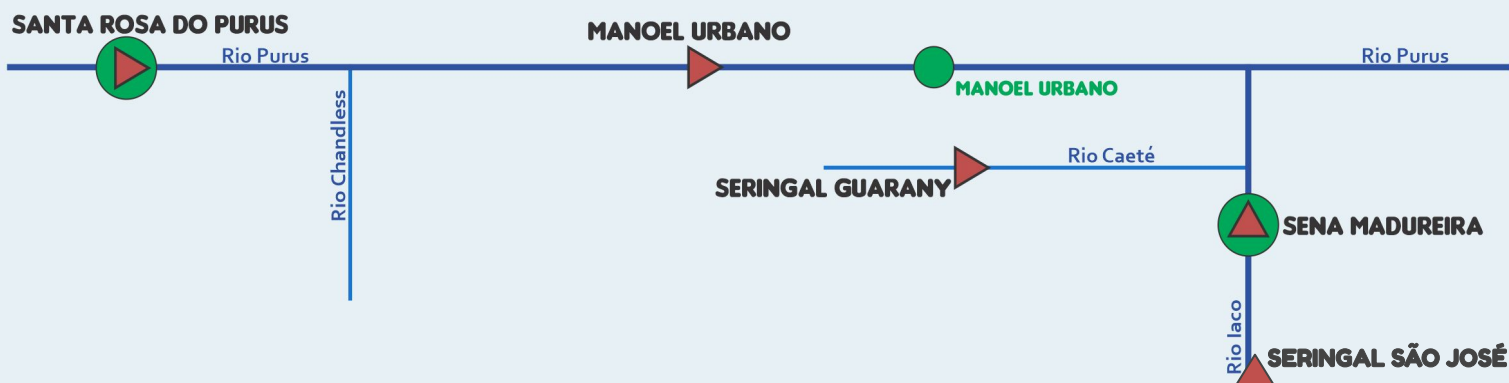 SANTA ROSA DO PURUS
MANOEL URBANO
Rio Purus
Rio Purus
MANOEL URBANO
Rio Chandless
Rio Caeté
SERINGAL GUARANY
SENA MADUREIRA
Rio Iaco
SERINGAL SÃO JOSÉ